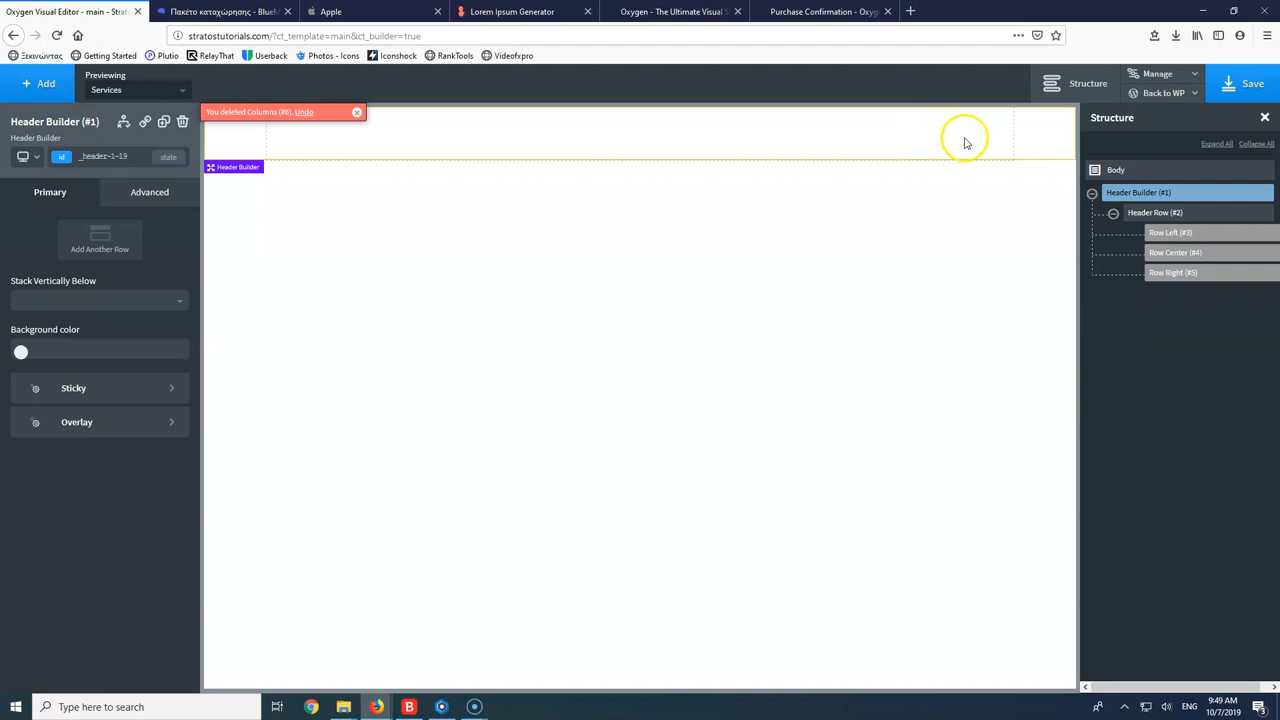 Oxygen Visual Editor - main - Strato
Πακέτο καταχώρησης - BlueM
Apple
Lorem Ipsum Generator
Oxygen - The Ultimate Visual S
Purchase Confirmation - Oxyg
stratostutorials.com/?ct_template=main&ct_builder=true
Ξεκινώντας
Getting Started
Plutio
RelayThat
Userback
Photos - Icons
Iconshock
RankTools
Videofxpro
+ Add
Previewing
Services
Structure
Manage
Back to WP
Save
You deleted Columns (#6). Undo
Header Builder (#1)
Header Builder
id
_header-1-19
state
Primary
Advanced
Add Another Row
Stack Vertically Below
Background color
Sticky
Overlay
Header Builder
Structure
Expand All
Collapse All
Body
Header Builder (#1)
Header Row (#2)
Row Left (#3)
Row Center (#4)
Row Right (#5)
Type here to search
B
ENG
9:49 AM
10/7/2019
3